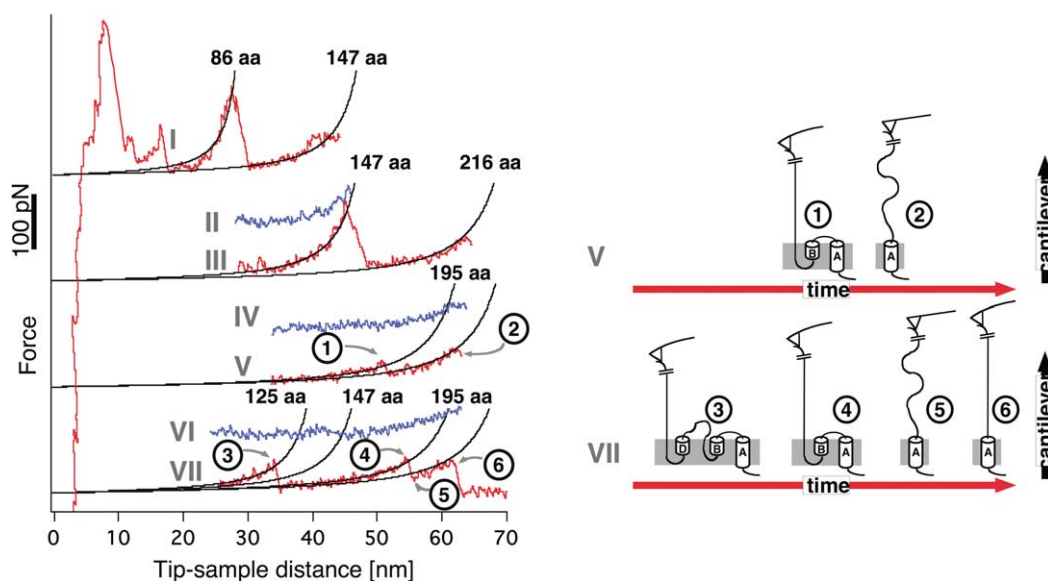 86 aa
147 aa
I
147 aa
216 aa
II
III
100 pN
195 aa
IV
1
2
V
125 aa
147 aa
195 aa
VI
3
4
VII
6
5
Force
0
10
20
30
40
50
60
70
Tip-sample distance [nm]
1
2
B
A
A
V
time
cantilever
3
4
5
6
D
B
A
B
A
A
A
VII
time
cantilever